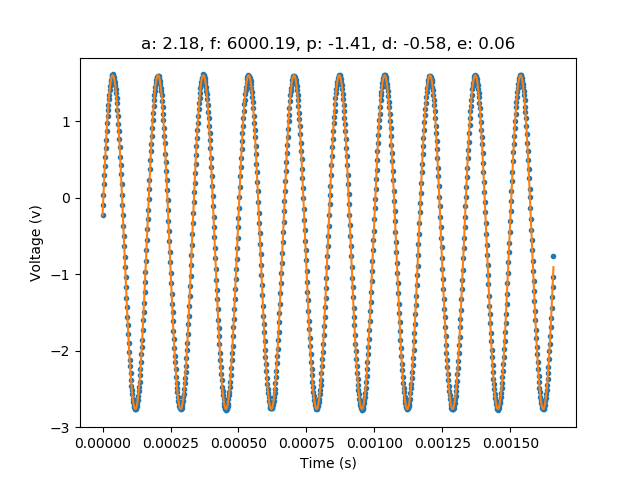 a: 2.18, f: 6000.19, p: -1.41, d: -0.58, e: 0.06
1
0
−1
−2
−3
Voltage (v)
0.00000 0.00025 0.00050 0.00075 0.00100 0.00125 0.00150
Time (s)